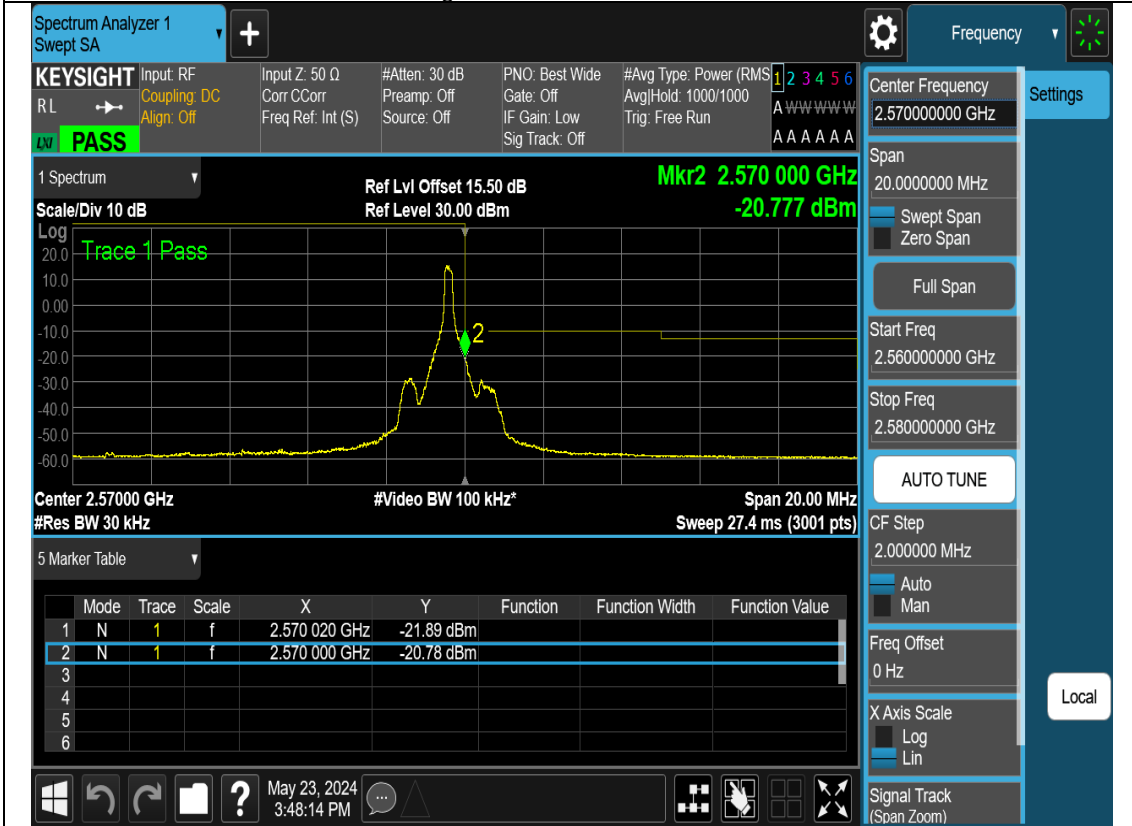 Spectrum Analyzer 1
Swept SA
+
Frequency
KEYSIGHT
RL
LXI PASS
Input: RF
Coupling: DC
Align: Off
Input Z: 50 Ω
Corr CCorr
Freq Ref: Int (S)
#Atten: 30 dB
Preamp: Off
Source: Off
PNO: Best Wide
Gate: Off
IF Gain: Low
Sig Track: Off
#Avg Type: Power (RMS
Avg|Hold: 1000/1000
Trig: Free Run
1 2 3 4 5 6
A W W W W W
A A A A A A
Center Frequency
2.570000000 GHz
Settings
Span
20.0000000 MHz
Swept Span
Zero Span
Full Span
Start Freq
2.560000000 GHz
Stop Freq
2.580000000 GHz
AUTO TUNE
CF Step
2.000000 MHz
Auto
Man
Freq Offset
0 Hz
Local
X Axis Scale
Log
Lin
Signal Track
(Span Zoom)
1 Spectrum
Scale/Div 10 dB
Ref Lvl Offset 15.50 dB
Ref Level 30.00 dBm
Mkr2 2.570 000 GHz
-20.777 dBm
Log
Trace 1 Pass
20.0
10.0
0.00
-10.0
-20.0
-30.0
-40.0
-50.0
-60.0
2
Center 2.57000 GHz
#Res BW 30 kHz
#Video BW 100 kHz*
Span 20.00 MHz
Sweep 27.4 ms (3001 pts)
5 Marker Table
Mode Trace Scale X Y Function Function Width Function Value
1 N 1 f 2.570 020 GHz -21.89 dBm
2 N 1 f 2.570 000 GHz -20.78 dBm
3
4
5
6
?
May 23, 2024
3:48:14 PM